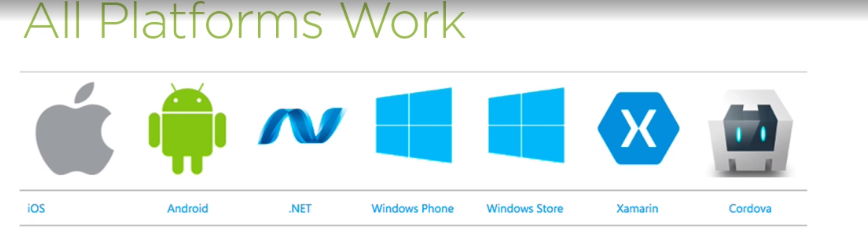 All Platforms Work
iOS Android .NET Windows Phone Windows Store Xamarin Cordova